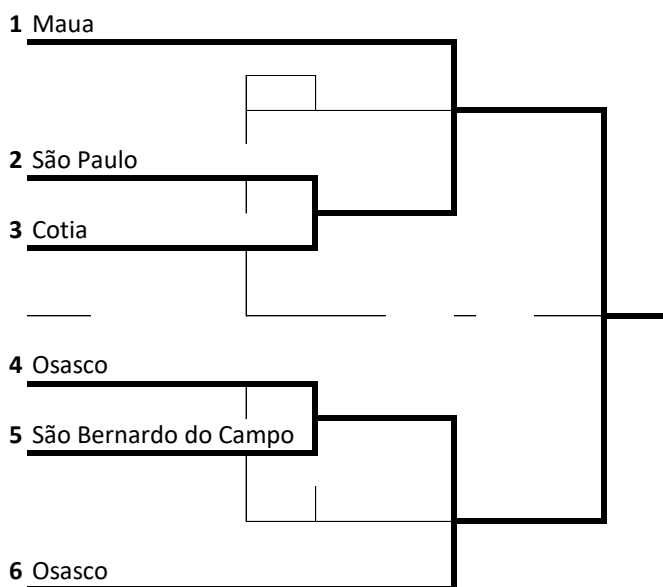 1 Maua
2 São Paulo
3 Cotia
4 Osasco
5 São Bernardo do Campo
6 Osasco